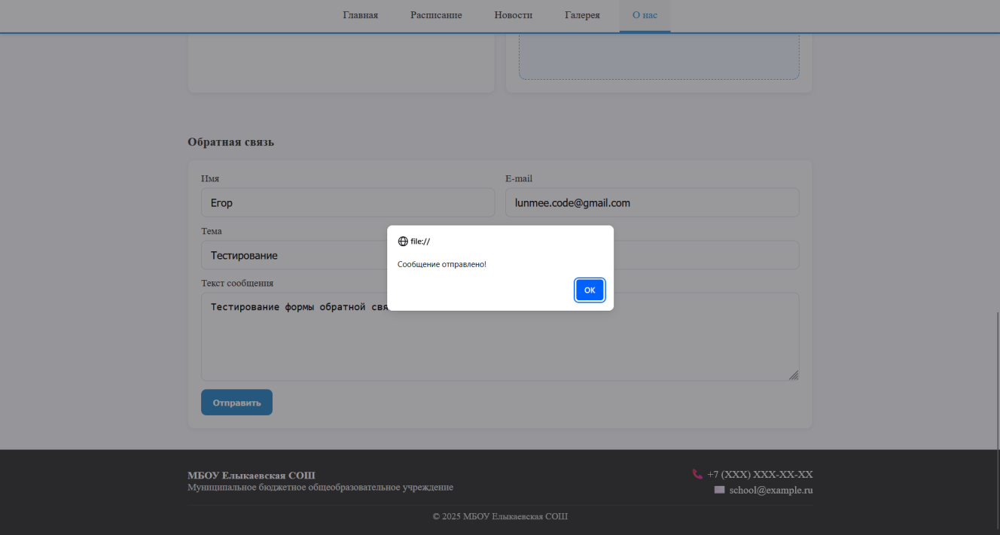 Главная Расписание Новости Галерея О нас
Обратная связь
Имя E-mail
Егор lunmee.code@gmail.com
file://
Тема
Тестирование
Сообщение отправлено!
Текст сообщения
OK
Тестирование формы обратной свя
Отправить
МБОУ Елыкаевская СОШ +7 (XXX) XXX-XX-XX
Муниципальное бюджетное общеобразовательное учреждение school@example.ru
© 2025 МБОУ Елыкаевская СОШ